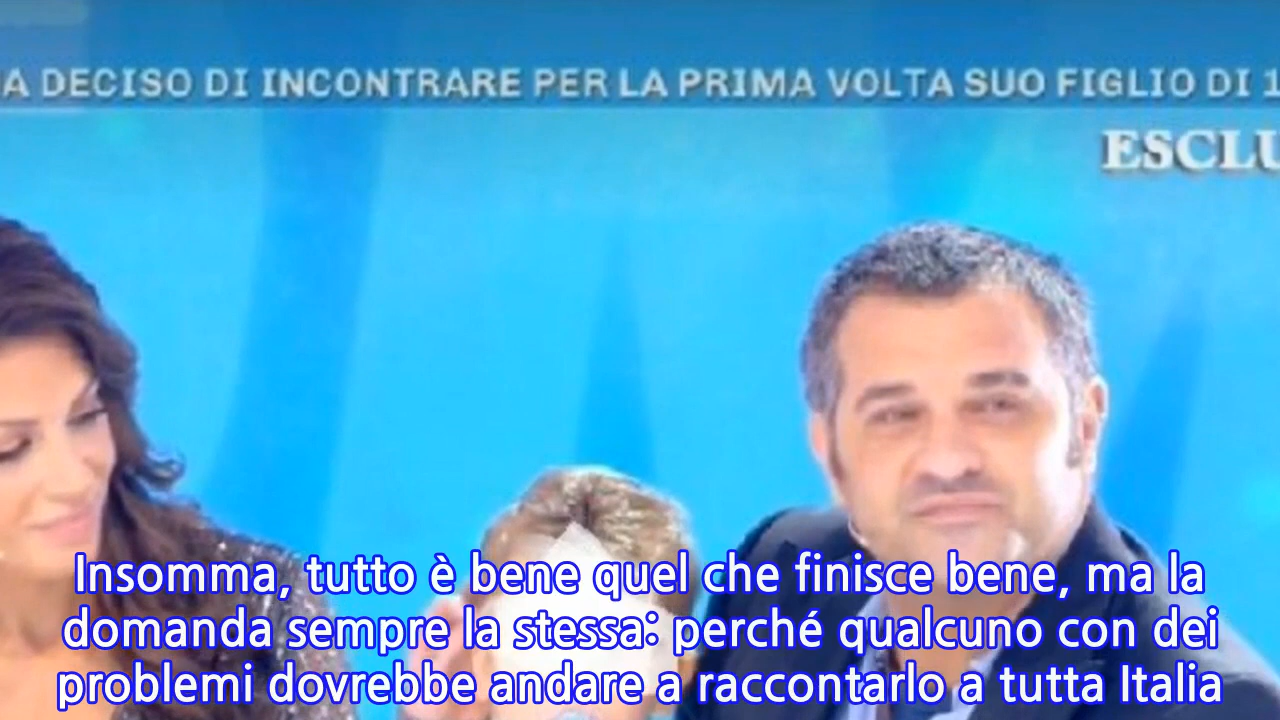 A DECISO DI INCONTRARE PER LA PRIMA VOLTA SUO FIGLIO DI 1
ESCLU
Insomma, tutto è bene quel che finisce bene, ma la
domanda sempre la stessa: perché qualcuno con dei
problemi dovrebbe andare a raccontarlo a tutta Italia